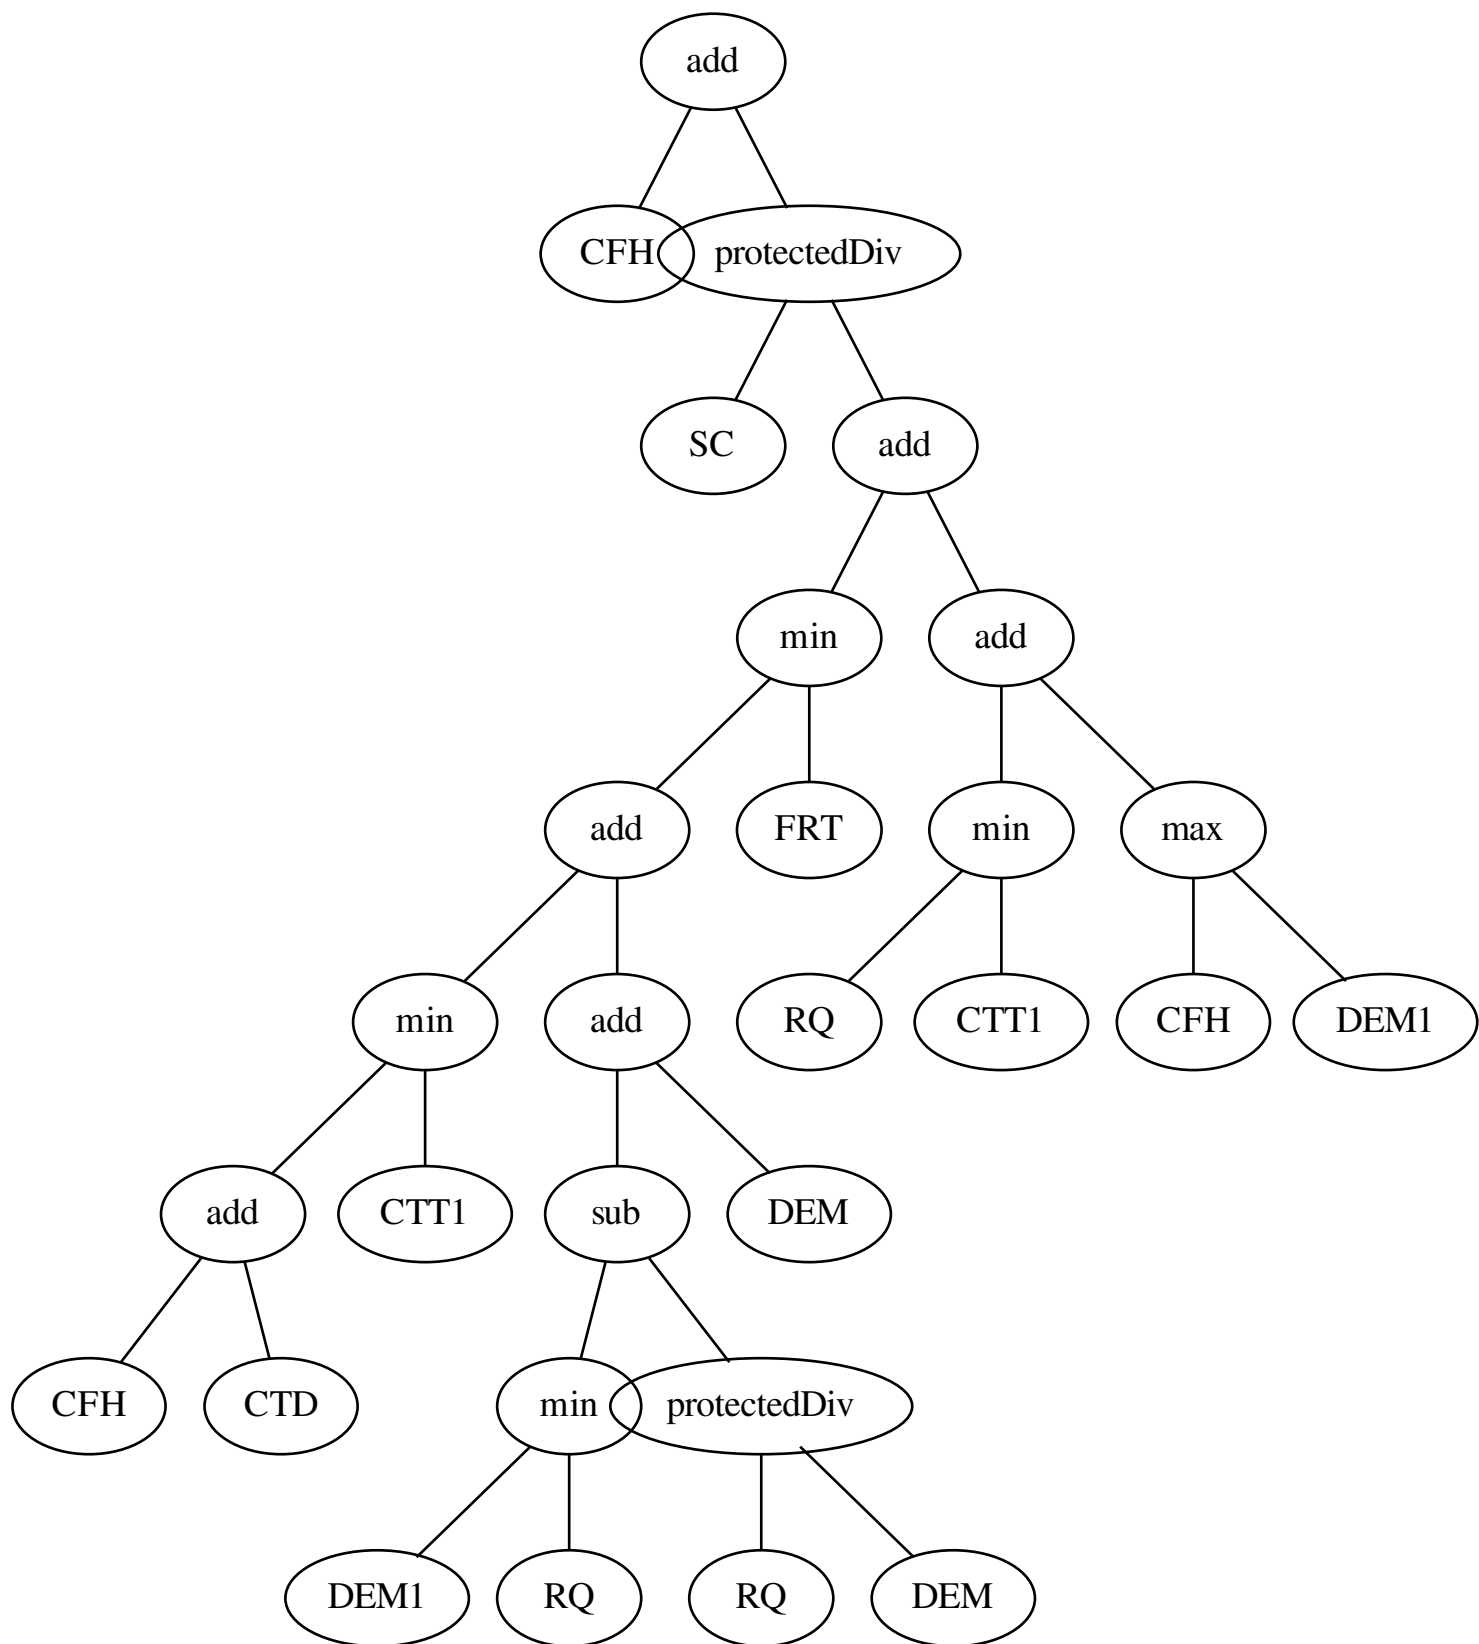 add
CFH protectedDiv
SC add
min add
add FRT min max
min add RQ CTT1 CFH DEM1
add CTT1 sub DEM
CFH CTD min protectedDiv
DEM1 RQ RQ DEM